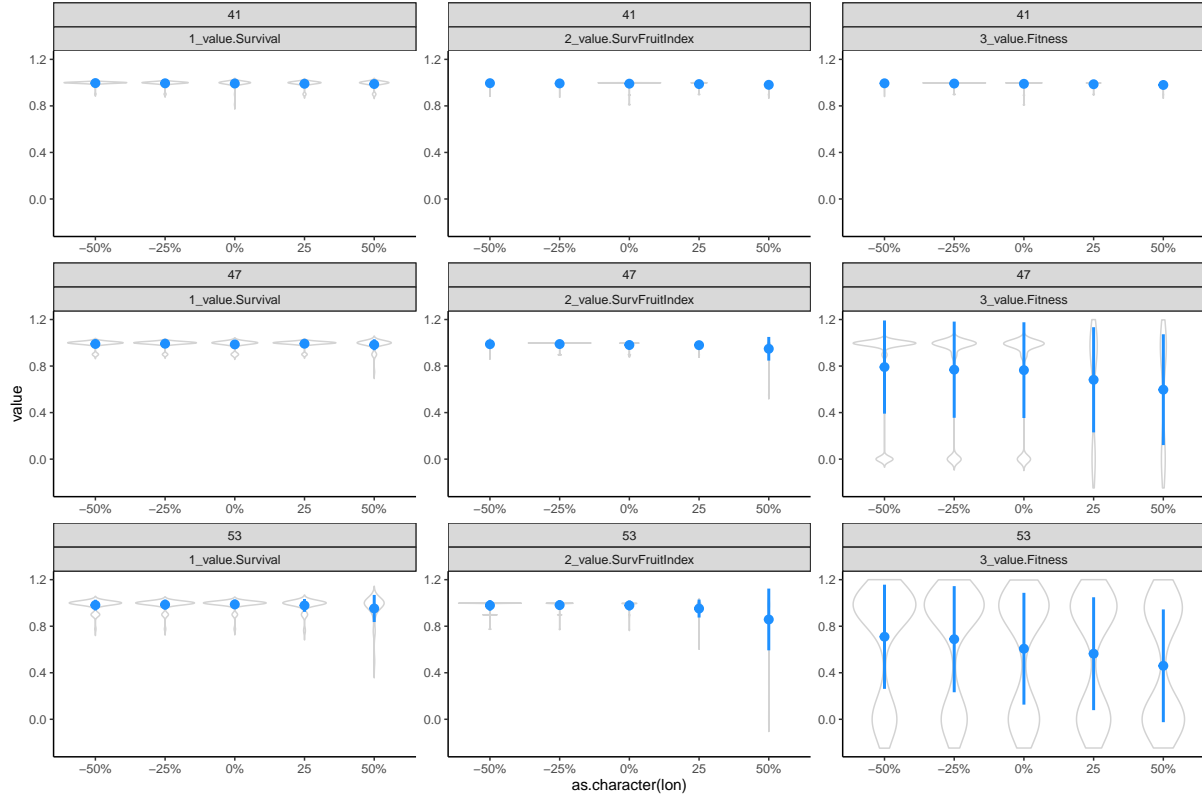 41 41 41
1_value.Survival 2_value.SurvFruitIndex 3_value.Fitness
1.2 1.2 1.2
0.8 0.8 0.8
0.4 0.4 0.4
0.0 0.0 0.0
−50% −25% 0% 25 50% −50% −25% 0% 25 50% −50% −25% 0% 25 50%
47 47 47
1_value.Survival 2_value.SurvFruitIndex 3_value.Fitness
1.2 1.2 1.2
0.8 0.8 0.8
value
0.4 0.4 0.4
0.0 0.0 0.0
−50% −25% 0% 25 50% −50% −25% 0% 25 50% −50% −25% 0% 25 50%
53 53 53
1_value.Survival 2_value.SurvFruitIndex 3_value.Fitness
1.2 1.2 1.2
0.8 0.8 0.8
0.4 0.4 0.4
0.0 0.0 0.0
−50% −25% 0% 25 50% −50% −25% 0% 25 50% −50% −25% 0% 25 50%
as.character(lon)